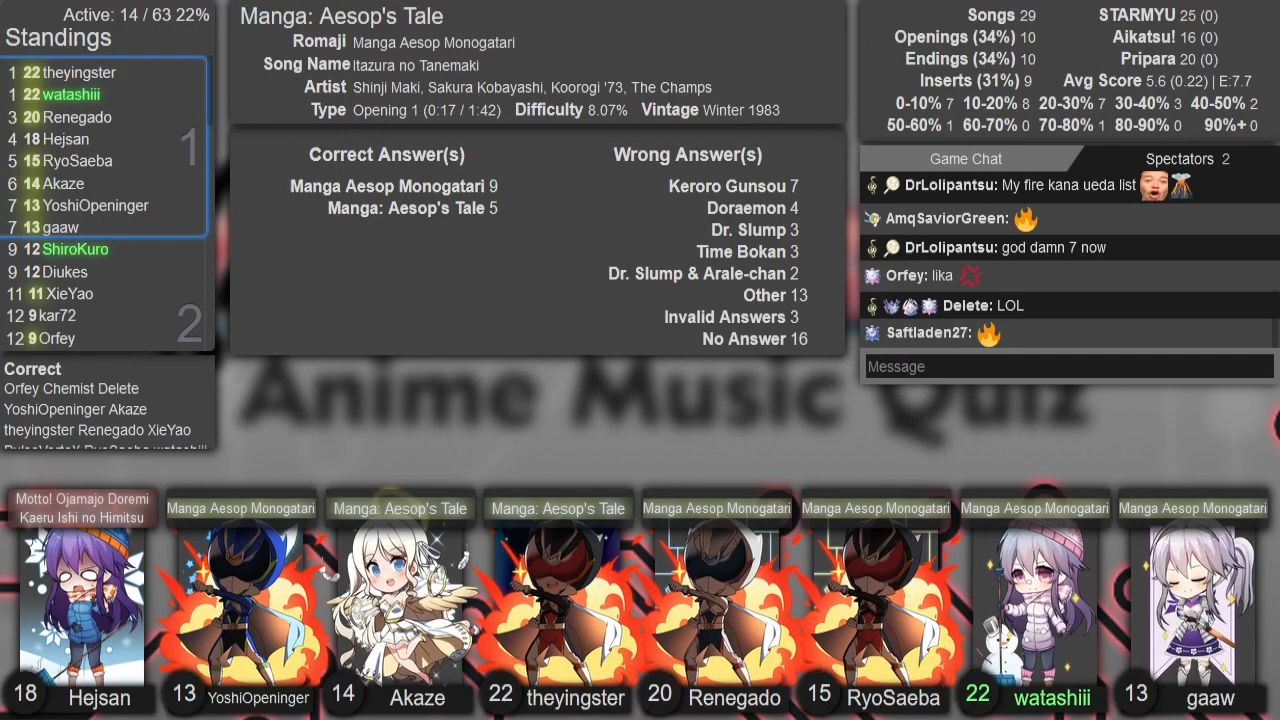 Active: 14 / 63 22%
Standings
1 22 theyingster
1 22 watashiii
3 20 Renegado
4 18 Hejsan
5 15 RyoSaeba
6 14 Akaze
7 13 YoshiOpeninger
7 13 gaaw
1
9 12 ShiroKuro
9 12 Diukes
11 11 XieYao
12 9 kar72
12 9 Orfey
2
Correct
Orfey Chemist Delete
YoshiOpeninger Akaze
theyingster Renegado XieYao
RyoSaeba watashiii
Manga: Aesop's Tale
Romaji Manga Aesop Monogatari
Song Name Itazura no Tanemaki
Artist Shinji Maki, Sakura Kobayashi, Koorogi '73, The Champs
Type Opening 1 (0:17 / 1:42) Difficulty 8.07% Vintage Winter 1983
Correct Answer(s)
Manga Aesop Monogatari 9
Manga: Aesop's Tale 5
Wrong Answer(s)
Keroro Gunsou 7
Doraemon 4
Dr. Slump 3
Time Bokan 3
Dr. Slump & Arale-chan 2
Other 13
Invalid Answers 3
No Answer 16
Songs 29 STARMYU 25 (0)
Openings (34%) 10 Aikatsu! 16 (0)
Endings (34%) 10 Pripara 20 (0)
Inserts (31%) 9 Avg Score 5.6 (0.22) | E:7.7
0-10% 7 10-20% 8 20-30% 7 30-40% 3 40-50% 2
50-60% 1 60-70% 0 70-80% 1 80-90% 0 90%+ 0
Game Chat Spectators 2
DrLolipantsu: My fire kana ueda list
AmqSaviorGreen:
DrLolipantsu: god damn 7 now
Orfey: lika
Delete: LOL
Saftladen27:
Message
Anime Music Quiz
Motto! Ojamajo Doremi
Kaeru Ishi no Himitsu
Manga Aesop Monogatari
Manga: Aesop's Tale
Manga: Aesop's Tale
Manga Aesop Monogatari
Manga Aesop Monogatari
Manga Aesop Monogatari
Manga Aesop Monogatari
18 Hejsan
13 YoshiOpeninger
14 Akaze
22 theyingster
20 Renegado
15 RyoSaeba
22 watashiii
13 gaaw